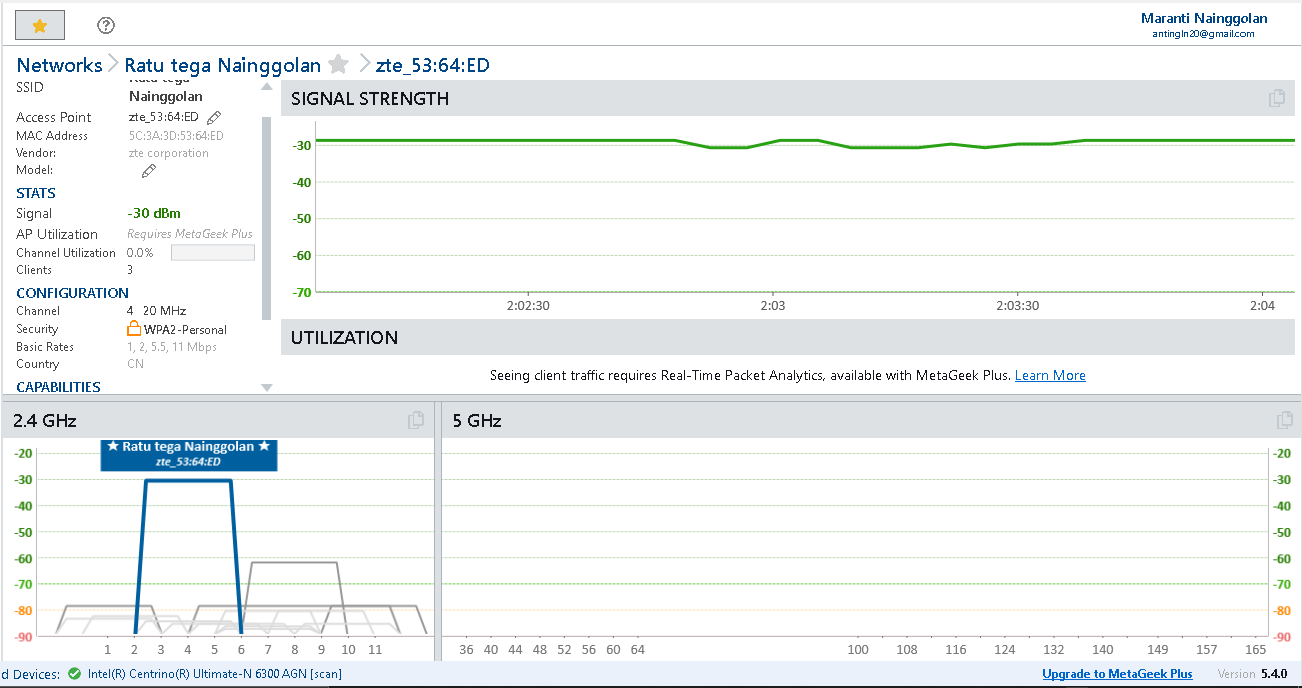 Maranti Nainggolan
antingln20@gmail.com
Networks Ratu tega Nainggolan zte_53:64:ED
SSID Ratu tega
Nainggolan
Access Point zte_53:64:ED
MAC Address 5C:3A:3D:53:64:ED
Vendor: zte corporation
Model:
STATS
Signal -30 dBm
AP Utilization Requires MetaGeek Plus
Channel Utilization 0.0%
Clients 3
CONFIGURATION
Channel 4 20 MHz
Security WPA2-Personal
Basic Rates 1, 2, 5.5, 11 Mbps
Country CN
CAPABILITIES
SIGNAL STRENGTH
-30
-40
-50
-60
-70
2:02:30 2:03 2:03:30 2:04
UTILIZATION
Seeing client traffic requires Real-Time Packet Analytics, available with MetaGeek Plus. Learn More
2.4 GHz
★ Ratu tega Nainggolan ★
zte_53:64:ED
-20
-30
-40
-50
-60
-70
-80
-90
1 2 3 4 5 6 7 8 9 10 11
5 GHz
-20
-30
-40
-50
-60
-70
-80
-90
36 40 44 48 52 56 60 64 100 108 116 124 132 140 149 157 165
d Devices: Intel(R) Centrino(R) Ultimate-N 6300 AGN [scan]
Upgrade to MetaGeek Plus Version 5.4.0